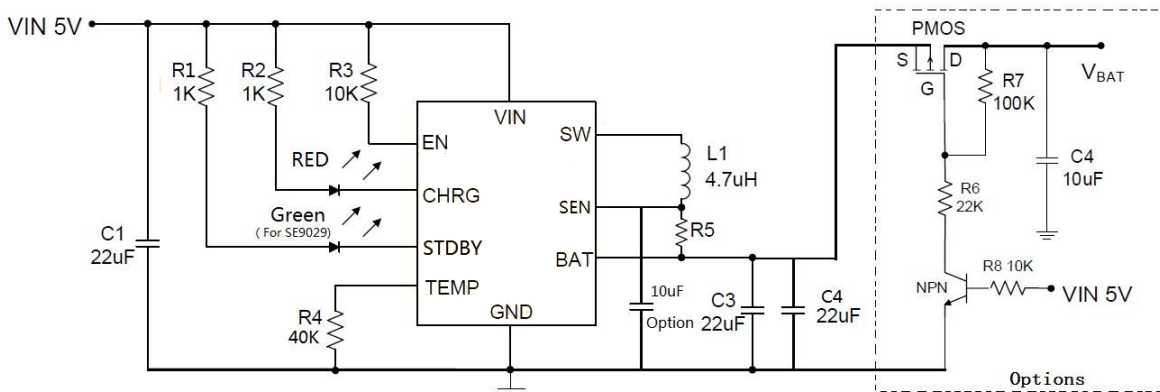 VIN 5V
R1
1K
R2
1K
R3
10K
C1
22uF
RED
Green
( For SE9029)
R4
40K
VIN
EN
CHRG
STDBY
TEMP
GND
SW
SEN
BAT
L1
4.7uH
R5
10uF
Option
C3
22uF
C4
22uF
PMOS
S
D
G
R7
100K
VBAT
C4
10uF
R6
22K
NPN
R8 10K
VIN 5V
Options